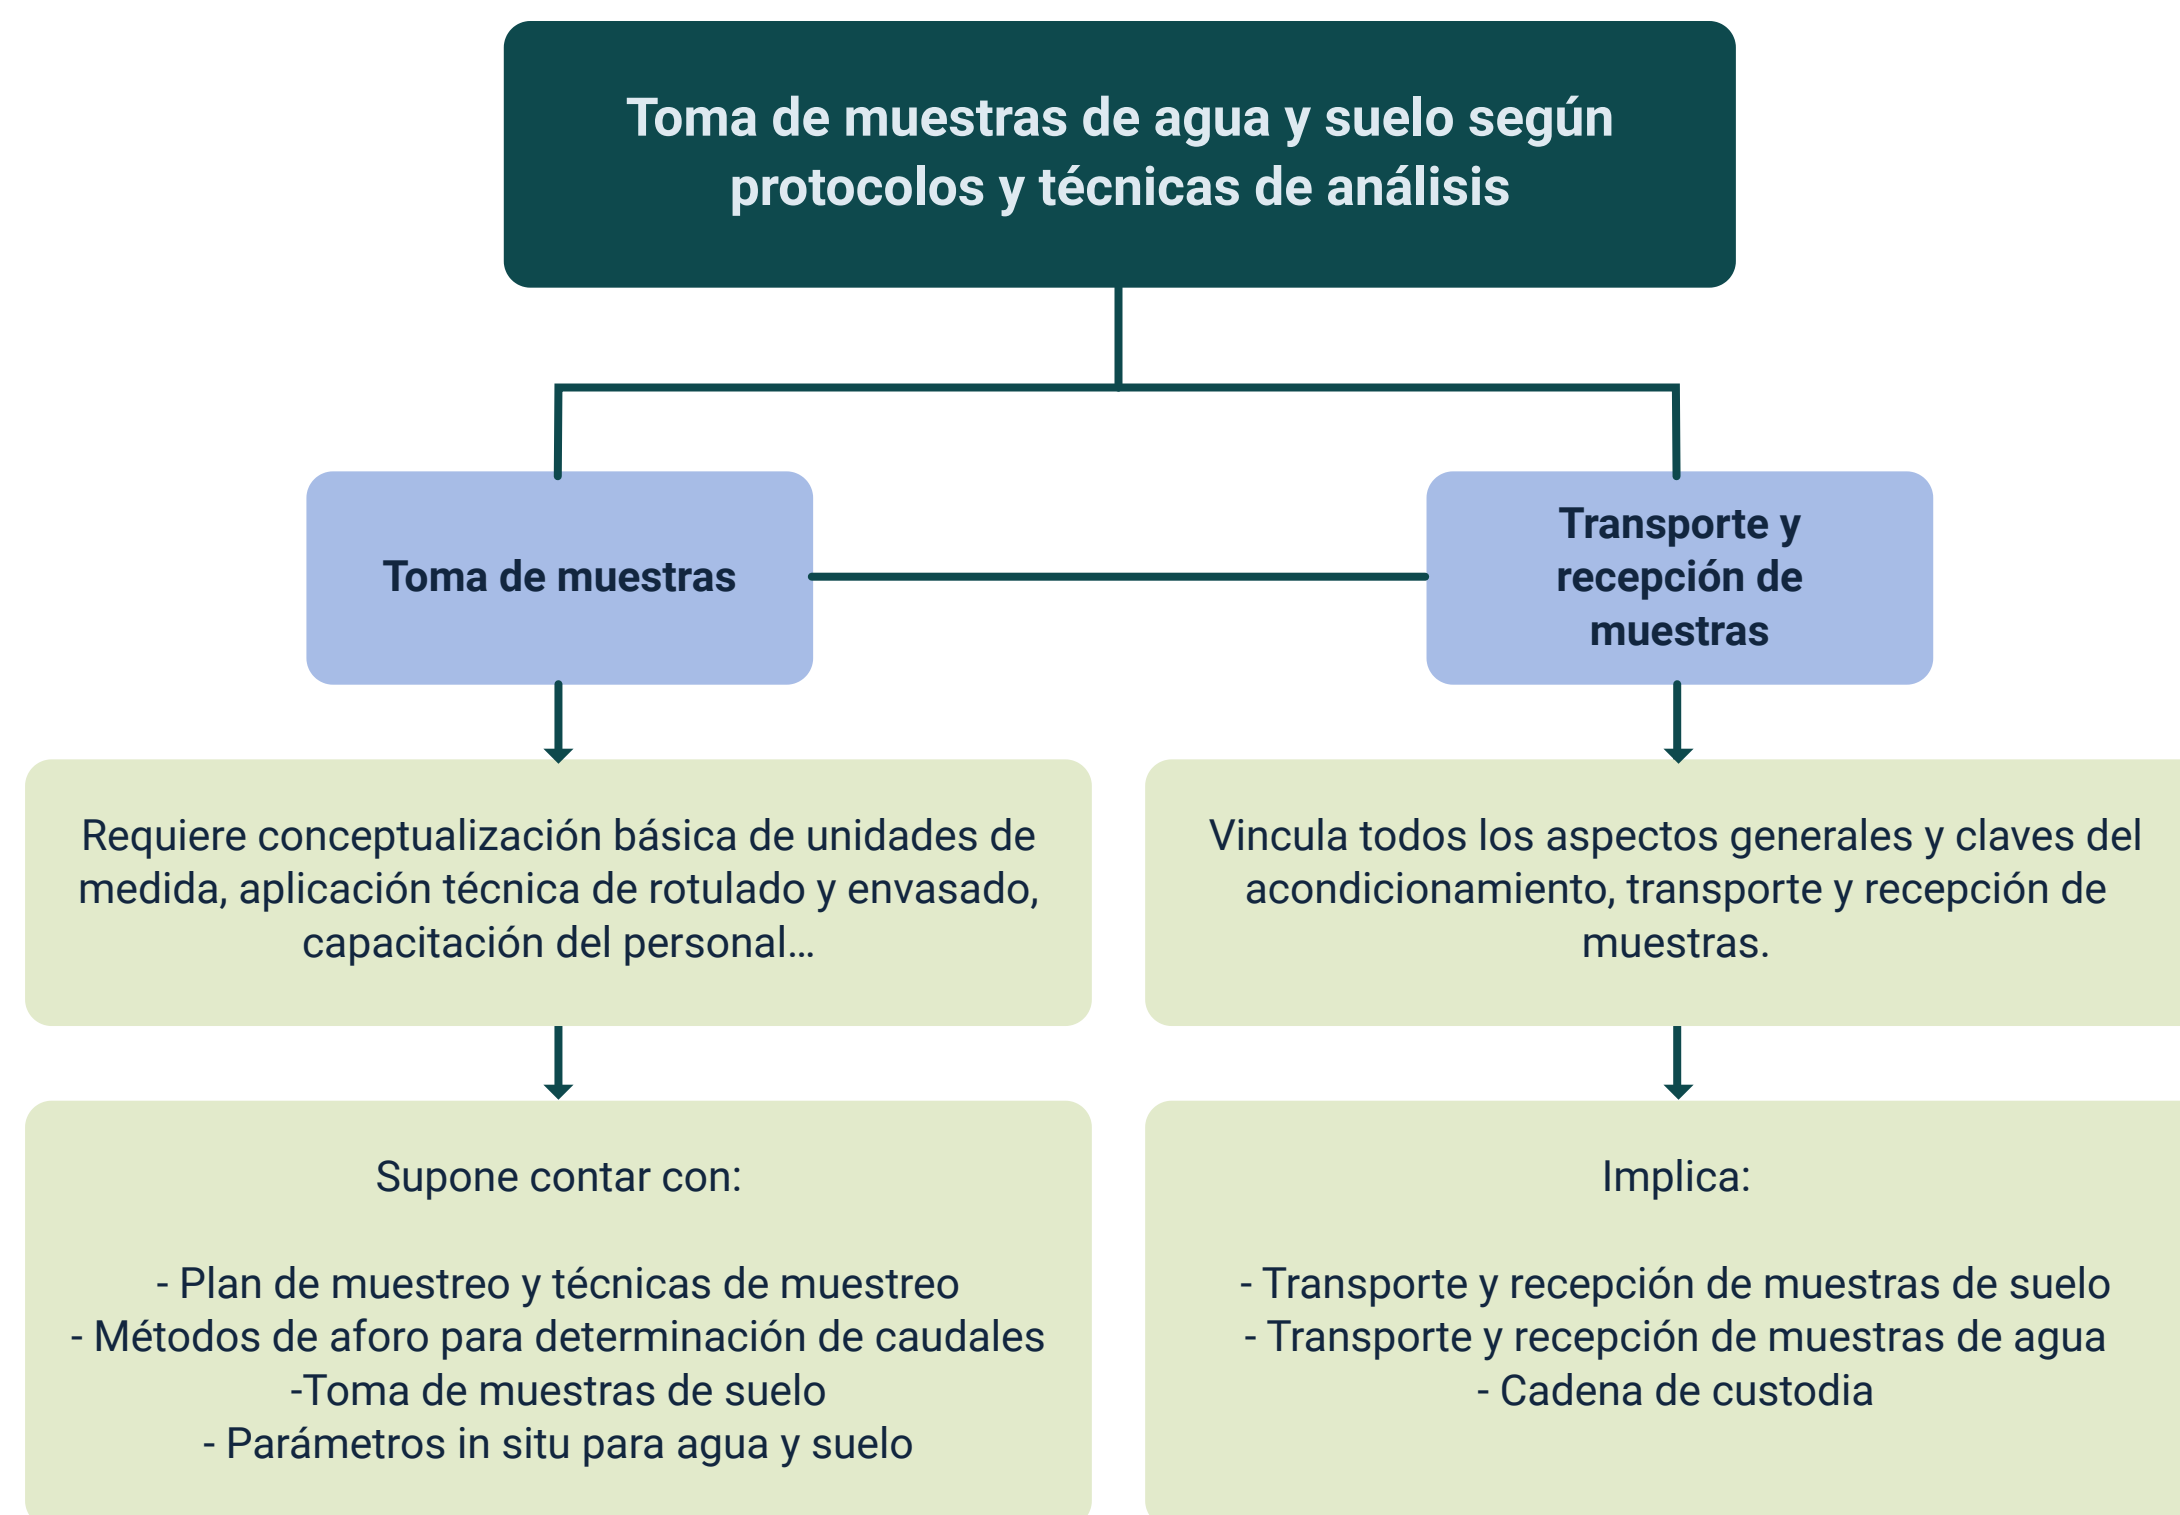 Toma de muestras de agua y suelo según
protocolos y técnicas de análisis
Toma de muestras
Transporte y
recepción de
muestras
Requiere conceptualización básica de unidades de
medida, aplicación técnica de rotulado y envasado,
capacitación del personal...
Vincula todos los aspectos generales y claves del
acondicionamiento, transporte y recepción de
muestras.
Supone contar con:
- Plan de muestreo y técnicas de muestreo
- Métodos de aforo para determinación de caudales
-Toma de muestras de suelo
- Parámetros in situ para agua y suelo
Implica:
- Transporte y recepción de muestras de suelo
- Transporte y recepción de muestras de agua
- Cadena de custodia